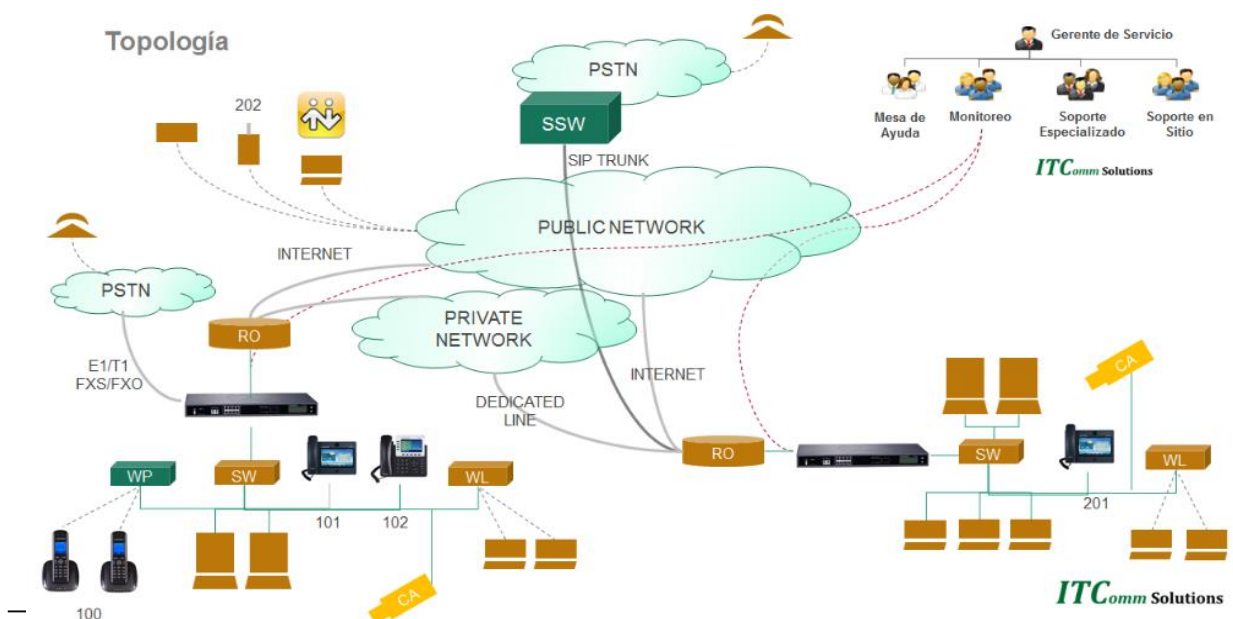 Topología
PSTN
Gerente de Servicio
Mesa de
Ayuda
Monitoreo
Soporte
Especializado
Soporte en
Sitio
ITComm Solutions
202
SSW
SIP TRUNK
PUBLIC NETWORK
INTERNET
PSTN
RO
PRIVATE
NETWORK
E1/T1
FXS/FXO
INTERNET
DEDICATED
LINE
RO
SW
CA
WL
201
WP
SW
WL
101
102
CA
100
ITComm Solutions